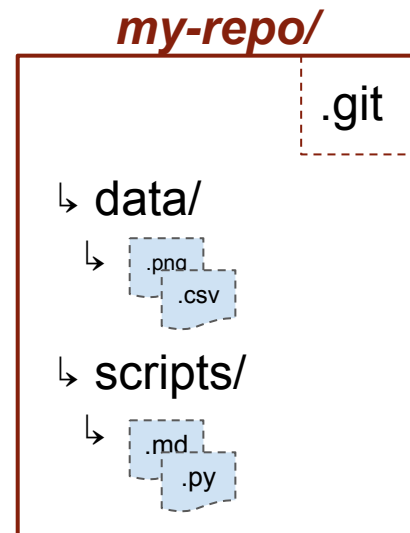 my-repo/
.git
↳ data/
↳ .png
.csv
↳ scripts/
↳ .md
.py